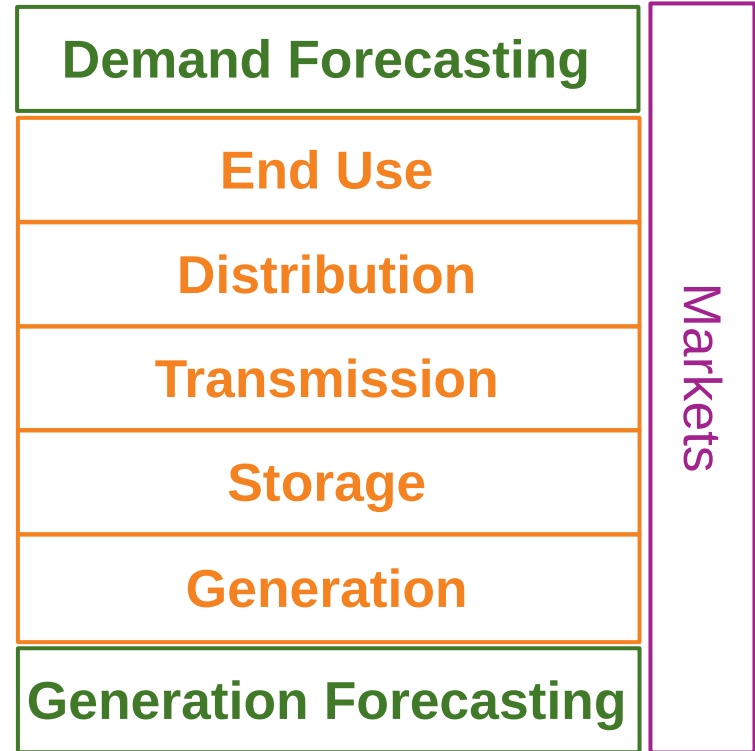 Demand Forecasting
End Use
Distribution
Transmission
Storage
Generation
Generation Forecasting
Markets